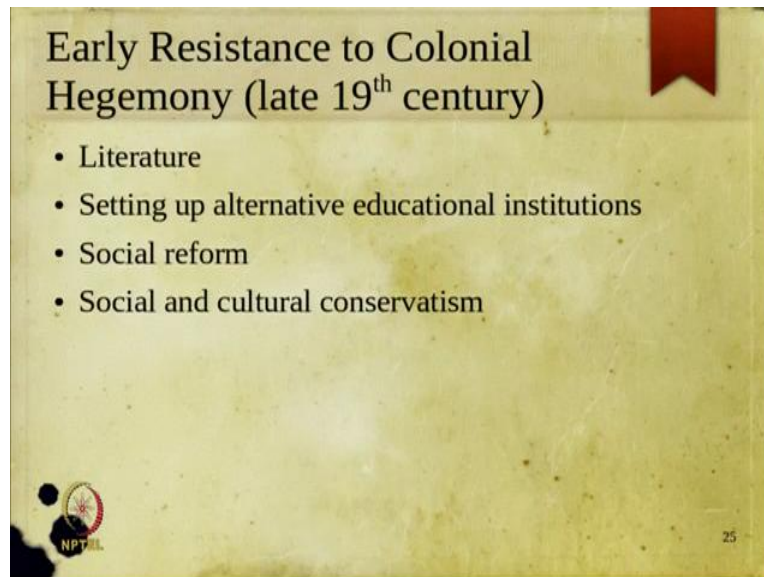 Early Resistance to Colonial
Hegemony (late 19th century)
• Literature
• Setting up alternative educational institutions
• Social reform
• Social and cultural conservatism
NPTEL
25